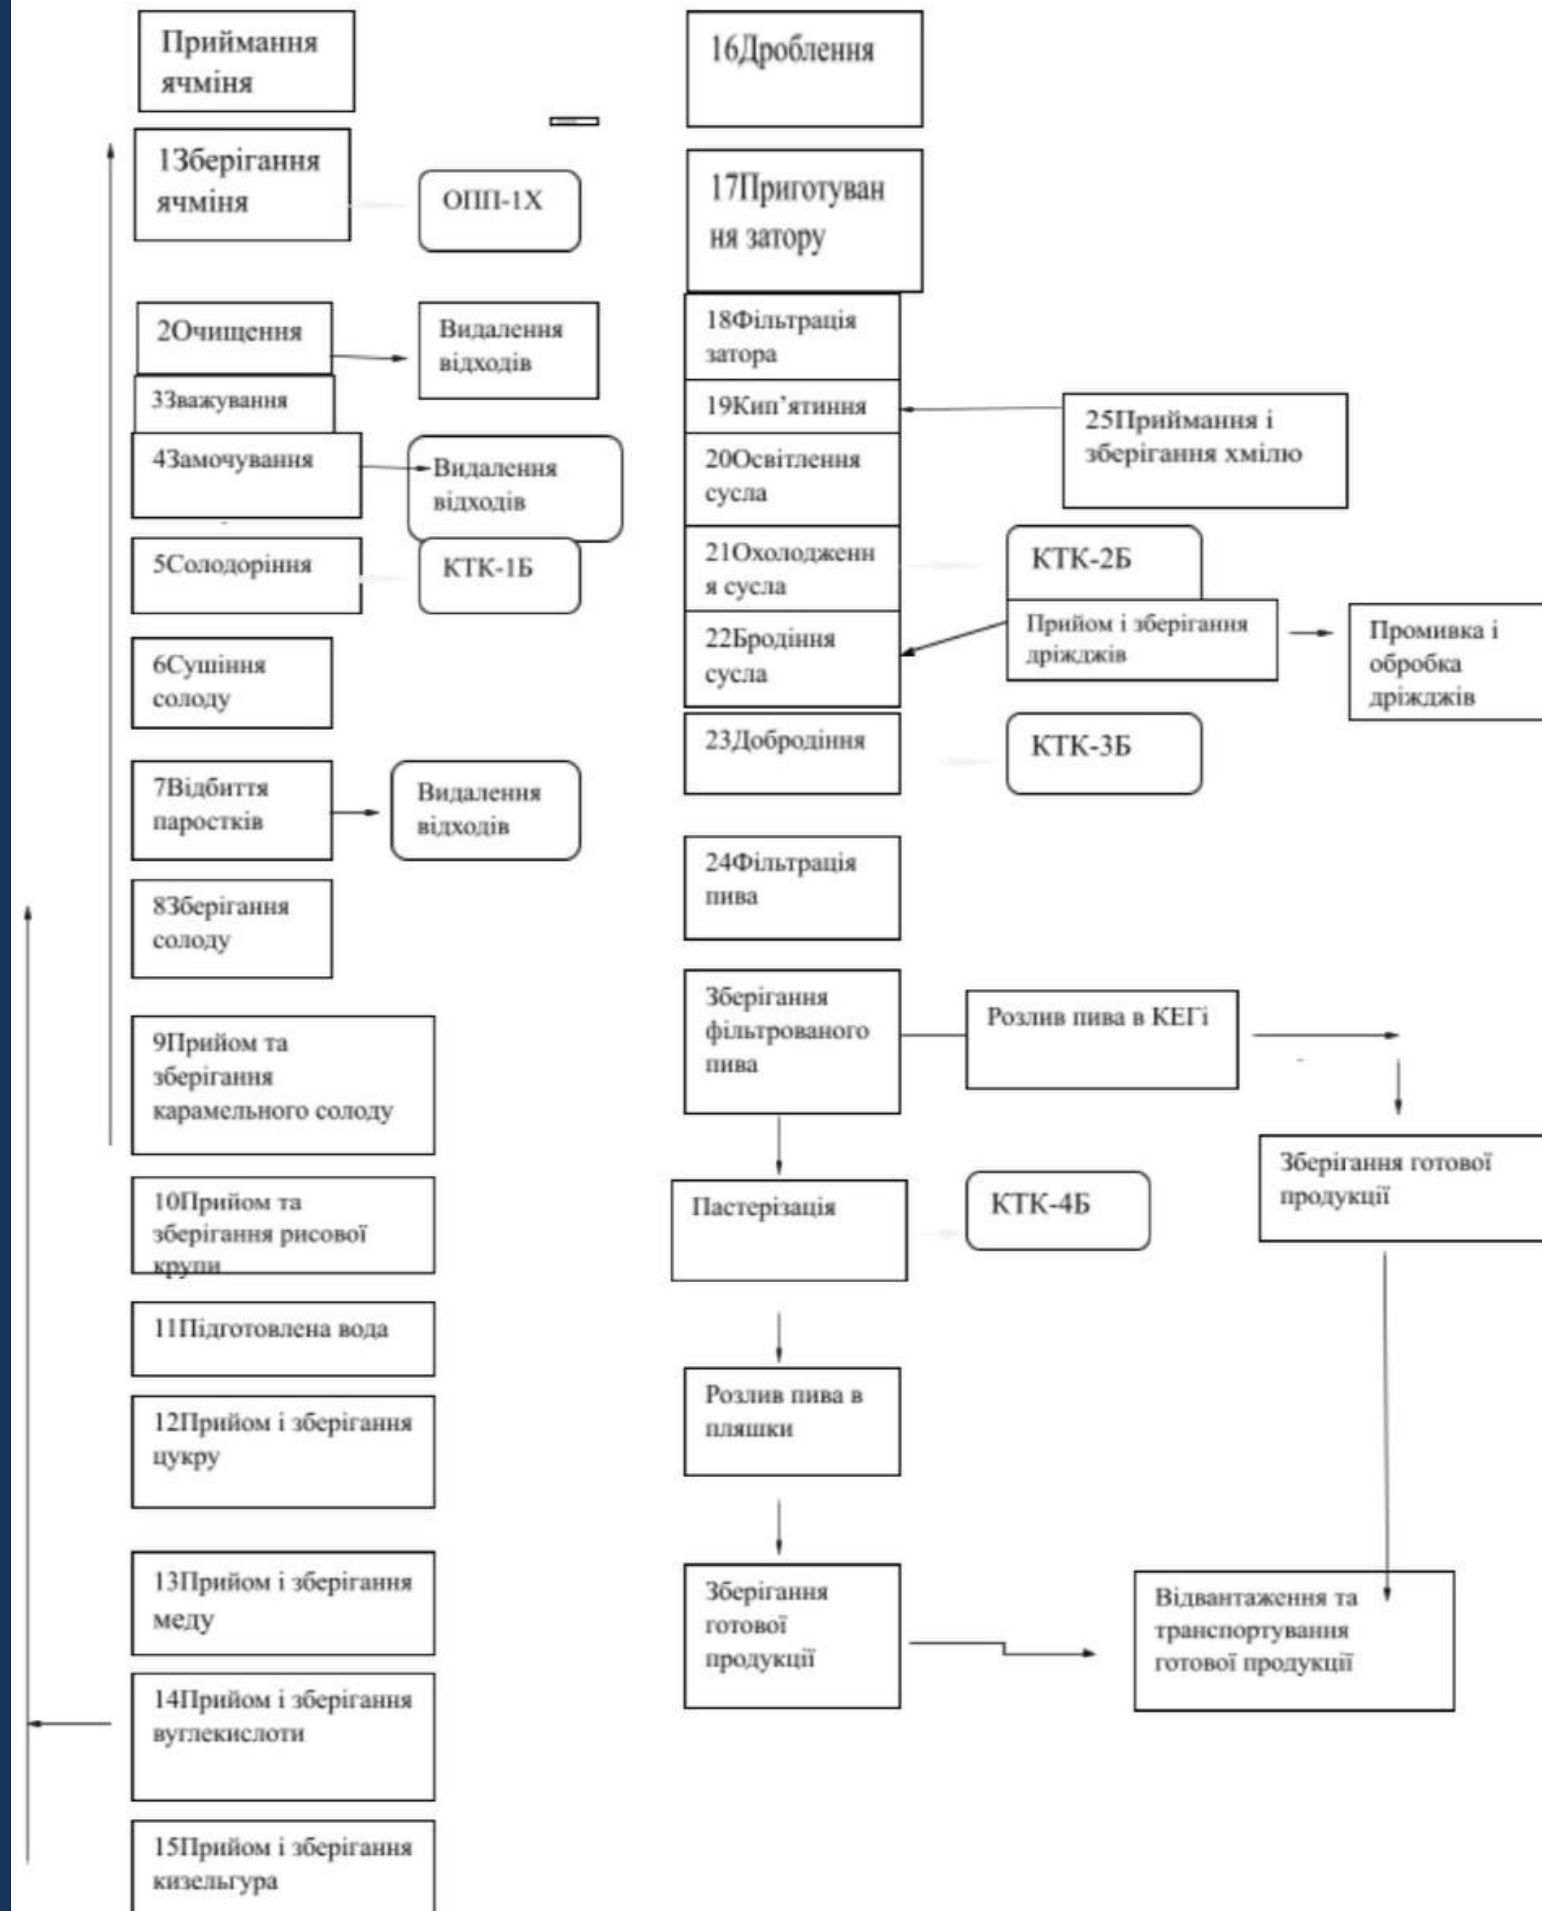 Приймання
ячміня
1Зберігання
ячміня
ОПП-1Х
2Очищення
Видалення
відходів
3Зважування
4Замочування
Видалення
відходів
5Солодоріння
КТК-1Б
6Сушіння
солоду
7Відбиття
паростків
Видалення
відходів
8Зберігання
солоду
9Прийом та
зберігання
карамельного солоду
10Прийом та
зберігання рисової
крупи
11Підготовлена вода
12Прийом і зберігання
цукру
13Прийом і зберігання
меду
14Прийом і зберігання
вуглекислоти
15Прийом і зберігання
кизельгура
16Дроблення
17Приготуван
ня затору
18Фільтрація
затора
19Кип’ятиння
25Приймання і
зберігання хмілю
20Освітлення
сусла
21Охолодженн
я сусла
КТК-2Б
22Бродіння
сусла
Прийом і зберігання
дріжджів
Промивка і
обробка
дріжджів
23Добродіння
КТК-3Б
24Фільтрація
пива
Зберігання
фільтрованого
пива
Розлив пива в КЕГі
Зберігання готової
продукції
Пастерізація
КТК-4Б
Розлив пива в
пляшки
Зберігання
готової
продукції
Відвантаження та
транспортування
готової продукції